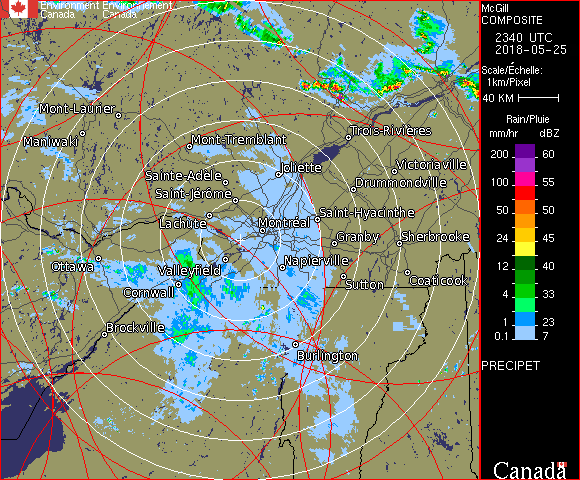 Environment Environnement
Canada Canada
McGill
COMPOSITE
2340 UTC
2018-05-25
Scale/Échelle:
1km/Pixel
40 KM
Rain/Pluie
mm/hr dBZ
200 60
100 55
50 50
24 45
12 40
4 33
1 23
0.1 7
PRECIPET
Canada
Mont-Laurier
Maniwaki
Mont-Tremblant
Trois-Rivières
Sainte-Adèle
Joliette
Victoriaville
Saint-Jérôme
Drummondville
Lachute
Montréal
Saint-Hyacinthe
Granby
Sherbrooke
Ottawa
Valleyfield
Napierville
Cornwall
Sutton
Coaticook
Brockville
Burlington